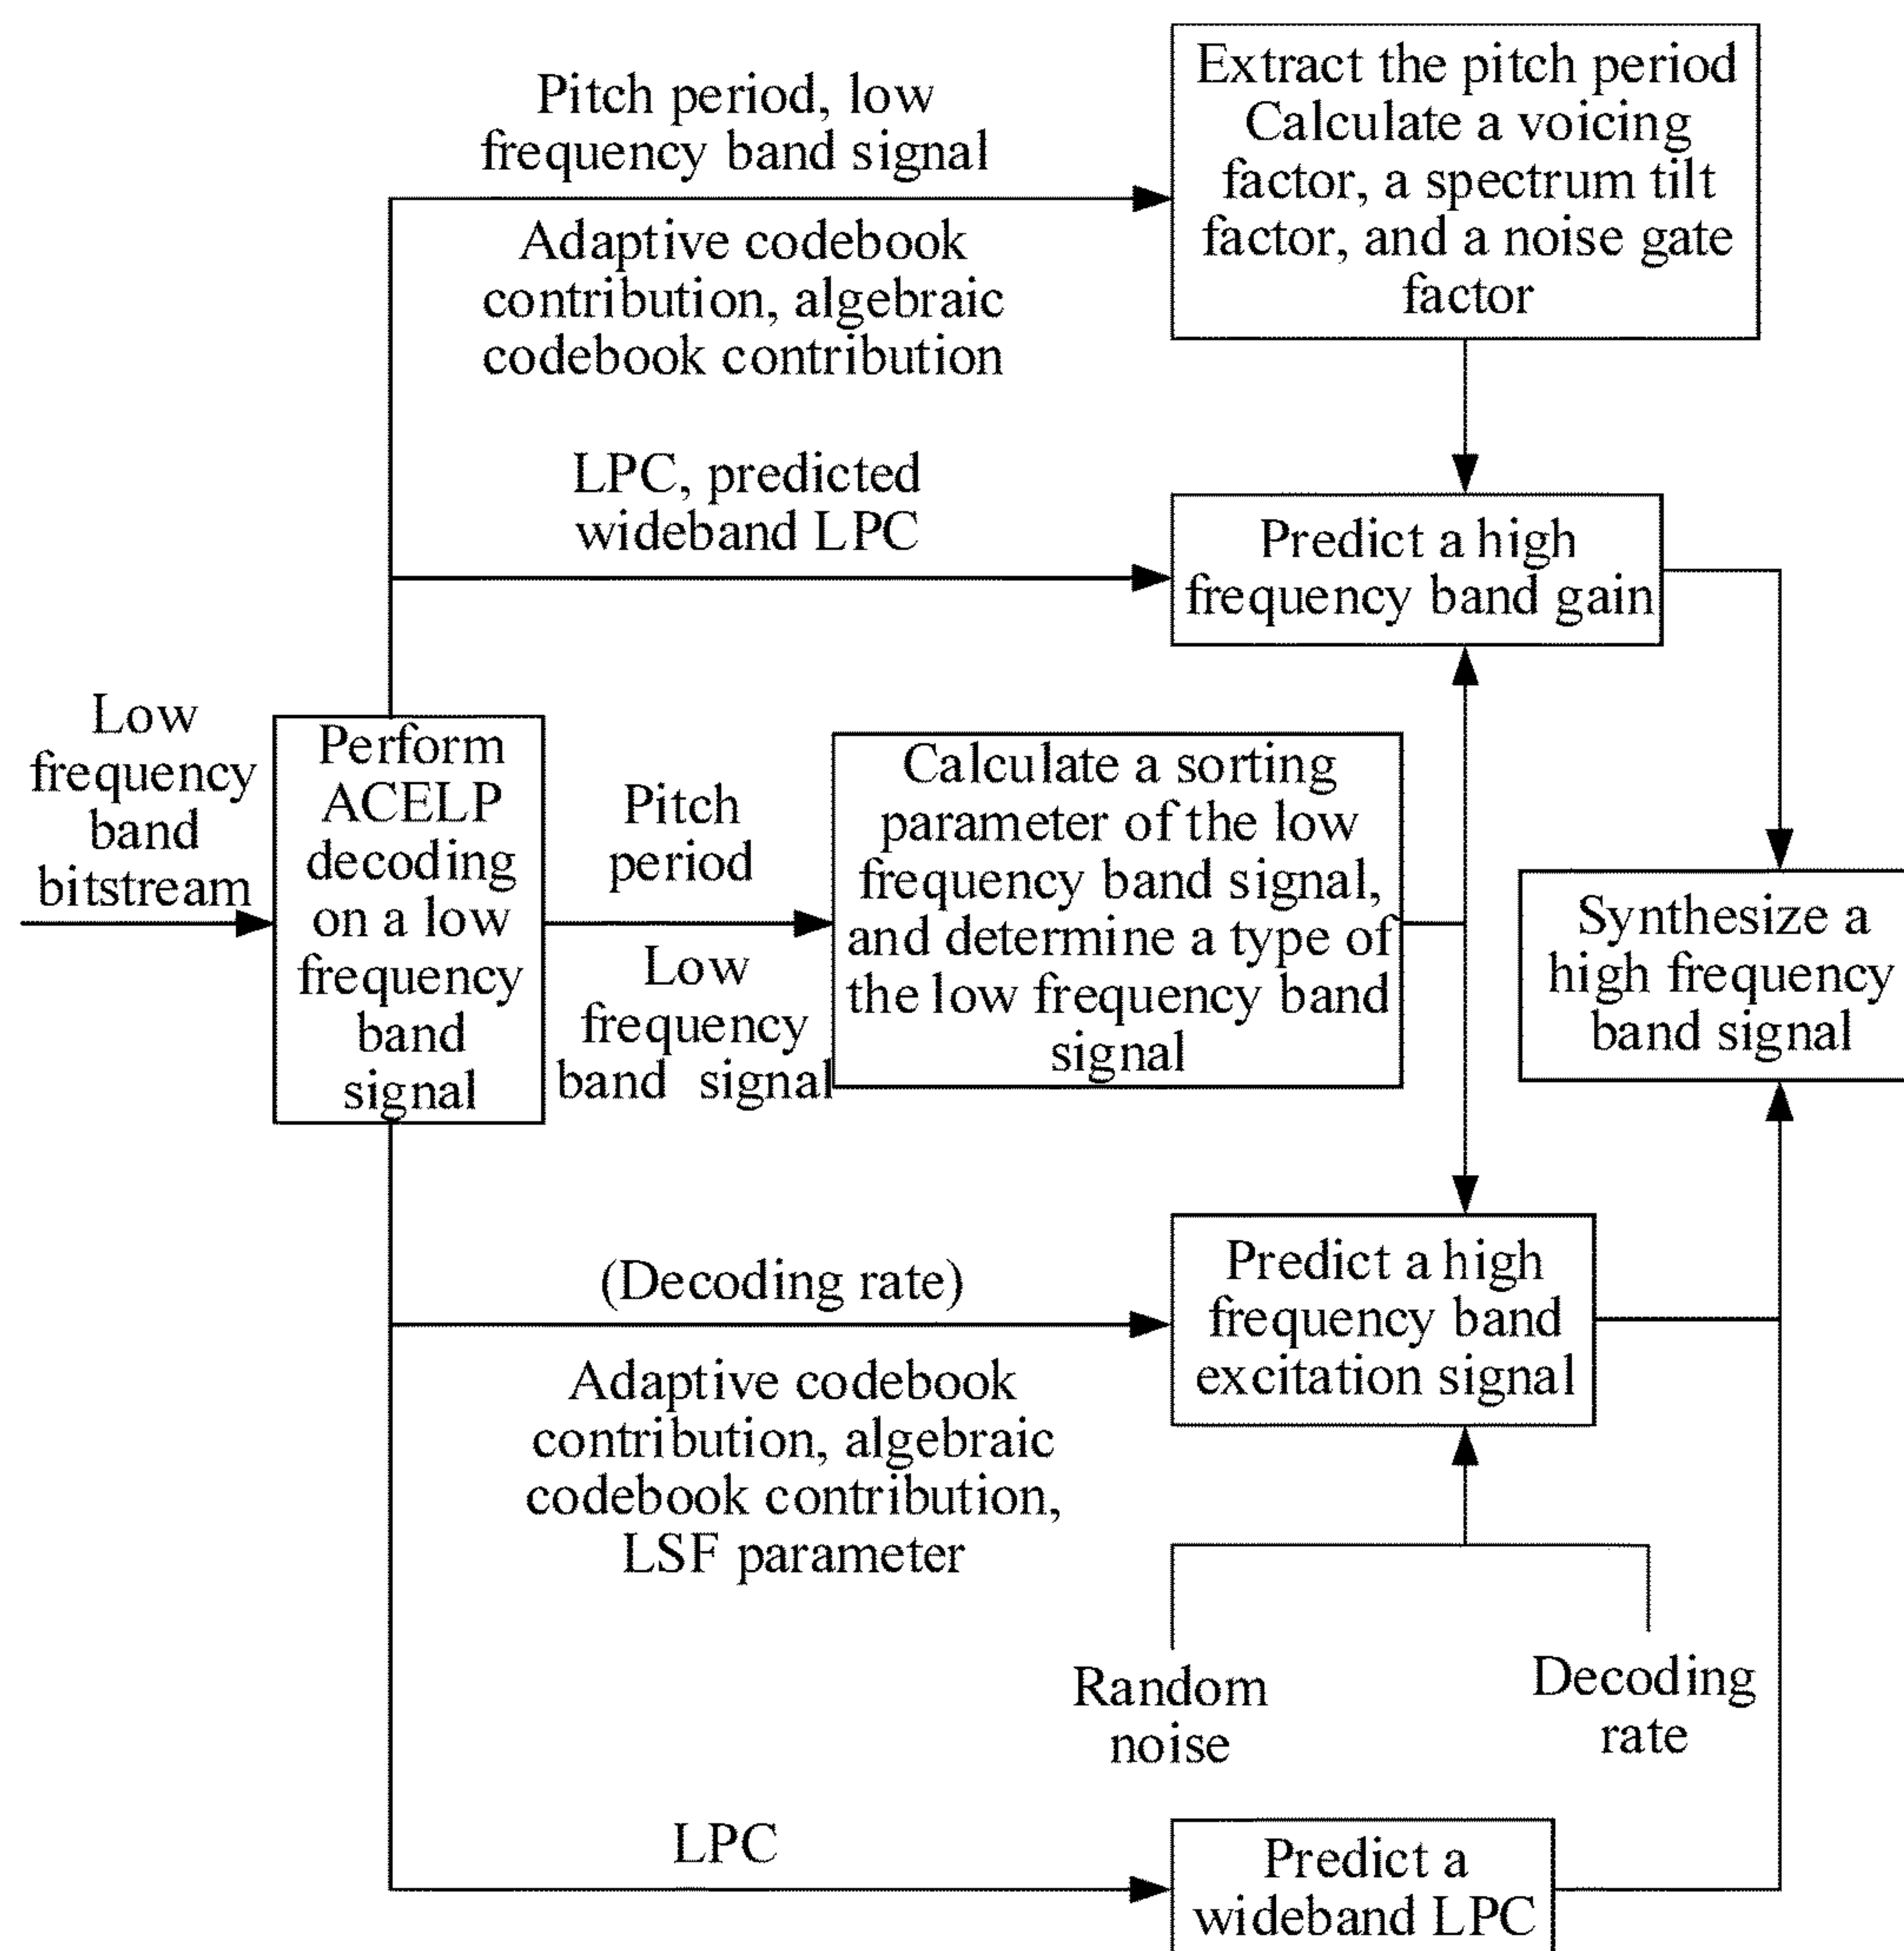 Pitch period, low
frequency band signal
Adaptive codebook
contribution, algebraic
codebook contribution
Extract the pitch period
Calculate a voicing
factor, a spectrum tilt
factor, and a noise gate
factor
LPC, predicted
wideband LPC
Predict a high
frequency band gain
Low
frequency
band
bitstream
Perform
ACELP
decoding
on a low
frequency
band
signal
Pitch
period
Low
frequency
band signal
Calculate a sorting
parameter of the low
frequency band signal,
and determine a type of
the low frequency band
signal
Synthesize a
high frequency
band signal
(Decoding rate)
Adaptive codebook
contribution, algebraic
codebook contribution,
LSF parameter
Predict a high
frequency band
excitation signal
Random
noise
Decoding
rate
LPC
Predict a
wideband LPC